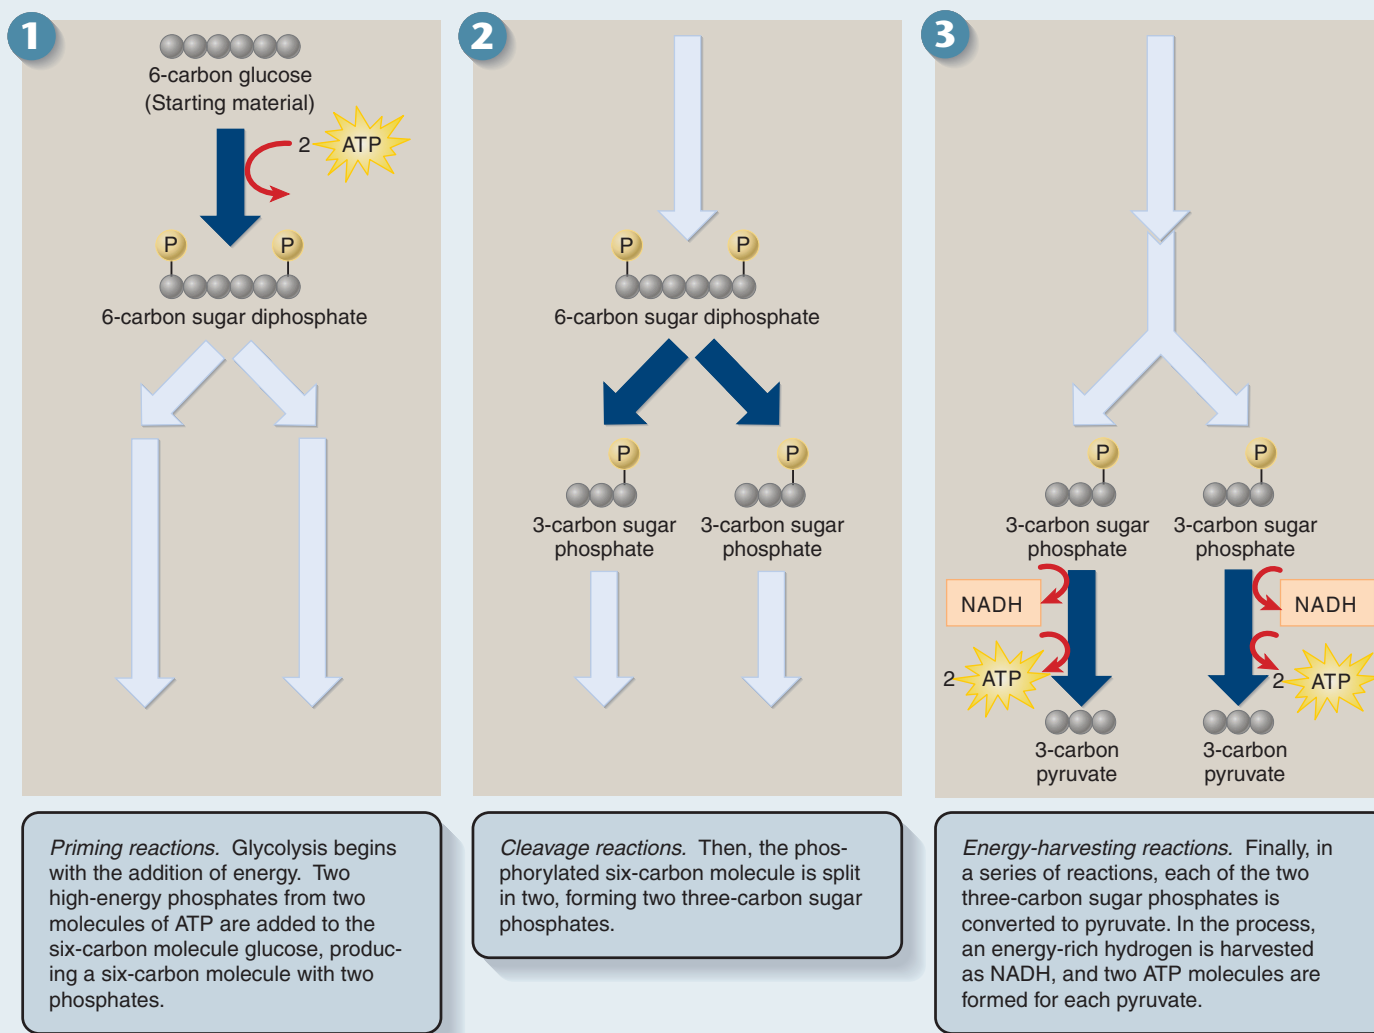 1
6-carbon glucose
(Starting material)
2 ATP
P P
6-carbon sugar diphosphate
Priming reactions. Glycolysis begins
with the addition of energy. Two
high-energy phosphates from two
molecules of ATP are added to the
six-carbon molecule glucose, produc-
ing a six-carbon molecule with two
phosphates.
2
P P
6-carbon sugar diphosphate
P P
3-carbon sugar 3-carbon sugar
phosphate phosphate
Cleavage reactions. Then, the phos-
phorylated six-carbon molecule is split
in two, forming two three-carbon sugar
phosphates.
3
P P
3-carbon sugar 3-carbon sugar
phosphate phosphate
NADH NADH
2 ATP 2 ATP
3-carbon 3-carbon
pyruvate pyruvate
Energy-harvesting reactions. Finally, in
a series of reactions, each of the two
three-carbon sugar phosphates is
converted to pyruvate. In the process,
an energy-rich hydrogen is harvested
as NADH, and two ATP molecules are
formed for each pyruvate.